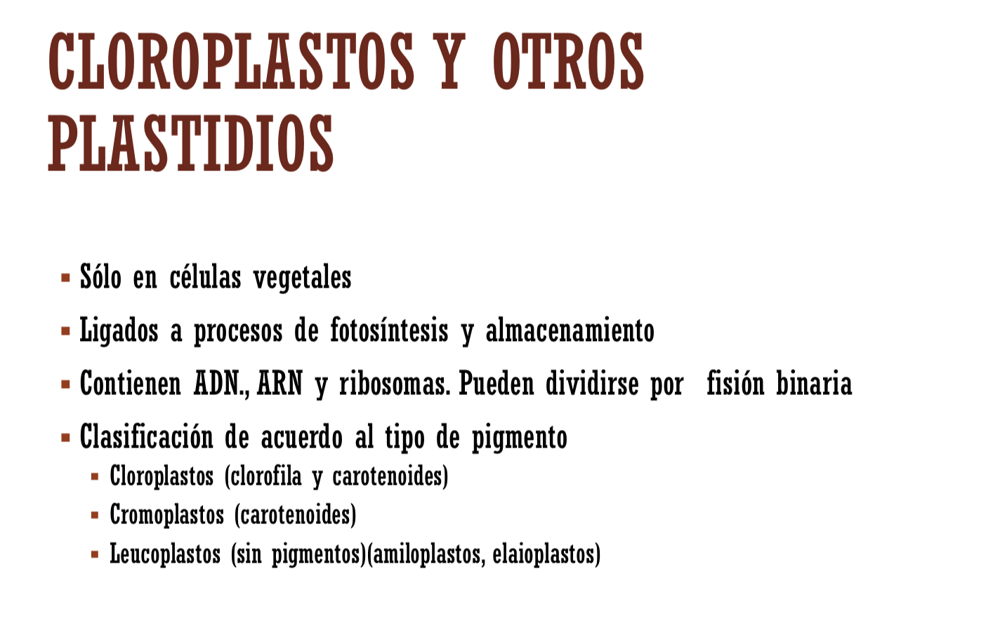 CLOROPLASTOS Y OTROS
PLASTIDIOS
Sólo en células vegetales
Ligados a procesos de fotosíntesis y almacenamiento
Contienen ADN., ARN y ribosomas. Pueden dividirse por fisión binaria
Clasificación de acuerdo al tipo de pigmento
Cloroplastos (clorofila y carotenoides)
Cromoplastos (carotenoides)
Leucoplastos (sin pigmentos)(amiloplastos, elaioplastos)